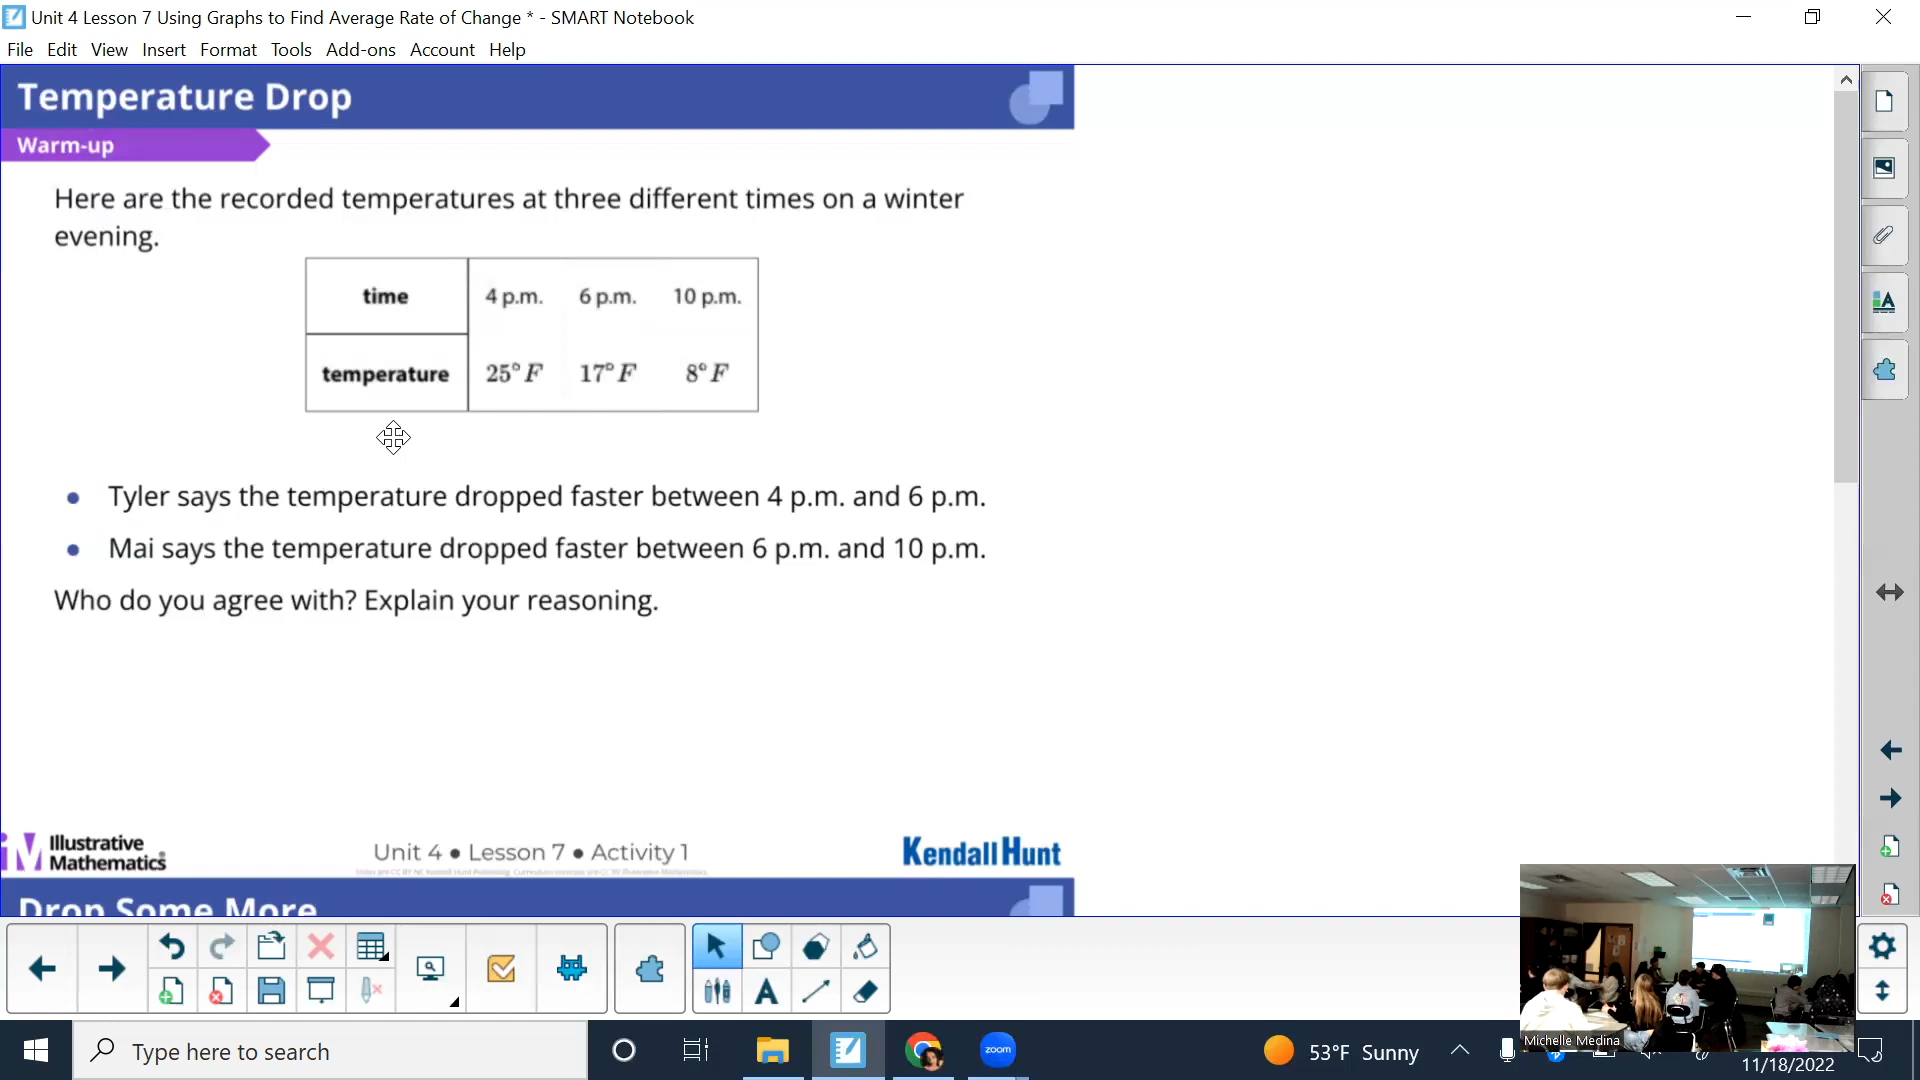 Unit 4 Lesson 7 Using Graphs to Find Average Rate of Change * - SMART Notebook
File Edit View Insert Format Tools Add-ons Account Help
Temperature Drop
Warm-up
Here are the recorded temperatures at three different times on a winter
evening.
time 4 p.m. 6 p.m. 10 p.m.
temperature 25° F 17° F 8° F
• Tyler says the temperature dropped faster between 4 p.m. and 6 p.m.
• Mai says the temperature dropped faster between 6 p.m. and 10 p.m.
Who do you agree with? Explain your reasoning.
Illustrative
Mathematics
Unit 4 • Lesson 7 • Activity 1
Kendall Hunt
Drop Some More
Michelle Medina
Type here to search
zoom
53°F Sunny
11/18/2022